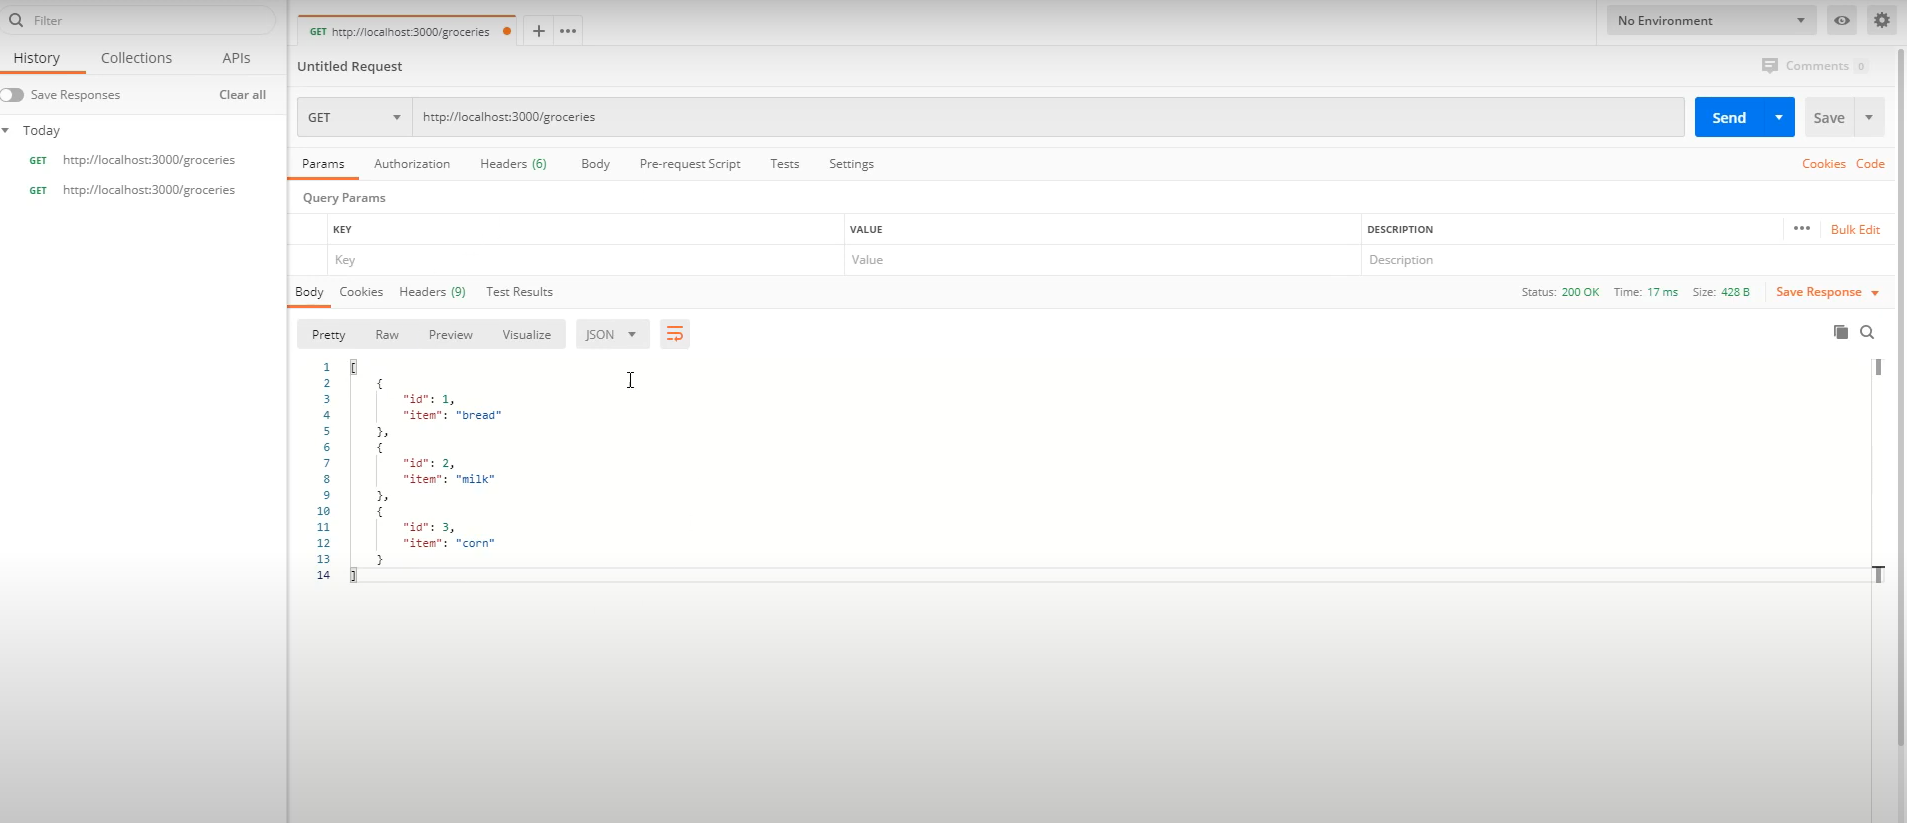 Filter
History Collections APIs
Save Responses Clear all
Today
GET http://localhost:3000/groceries
GET http://localhost:3000/groceries
GET http://localhost:3000/groceries
No Environment
Untitled Request
Comments 0
GET http://localhost:3000/groceries Send Save
Params Authorization Headers (6) Body Pre-request Script Tests Settings Cookies Code
Query Params
KEY VALUE DESCRIPTION Bulk Edit
Key Value Description
Body Cookies Headers (9) Test Results Status: 200 OK Time: 17 ms Size: 428 B Save Response
Pretty Raw Preview Visualize JSON
1 [
2 {
3 "id": 1,
4 "item": "bread"
5 },
6 {
7 "id": 2,
8 "item": "milk"
9 },
10 {
11 "id": 3,
12 "item": "corn"
13 }
14 ]